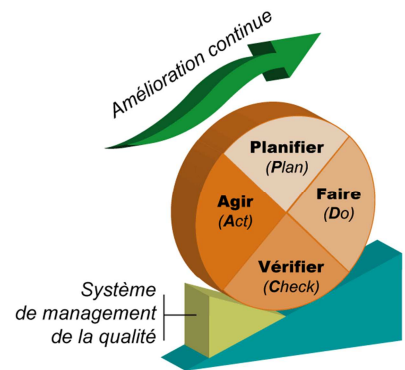 Amélioration continue
Planifier
(Plan)
Faire
(Do)
Agir
(Act)
Vérifier
(Check)
Système
de management
de la qualité